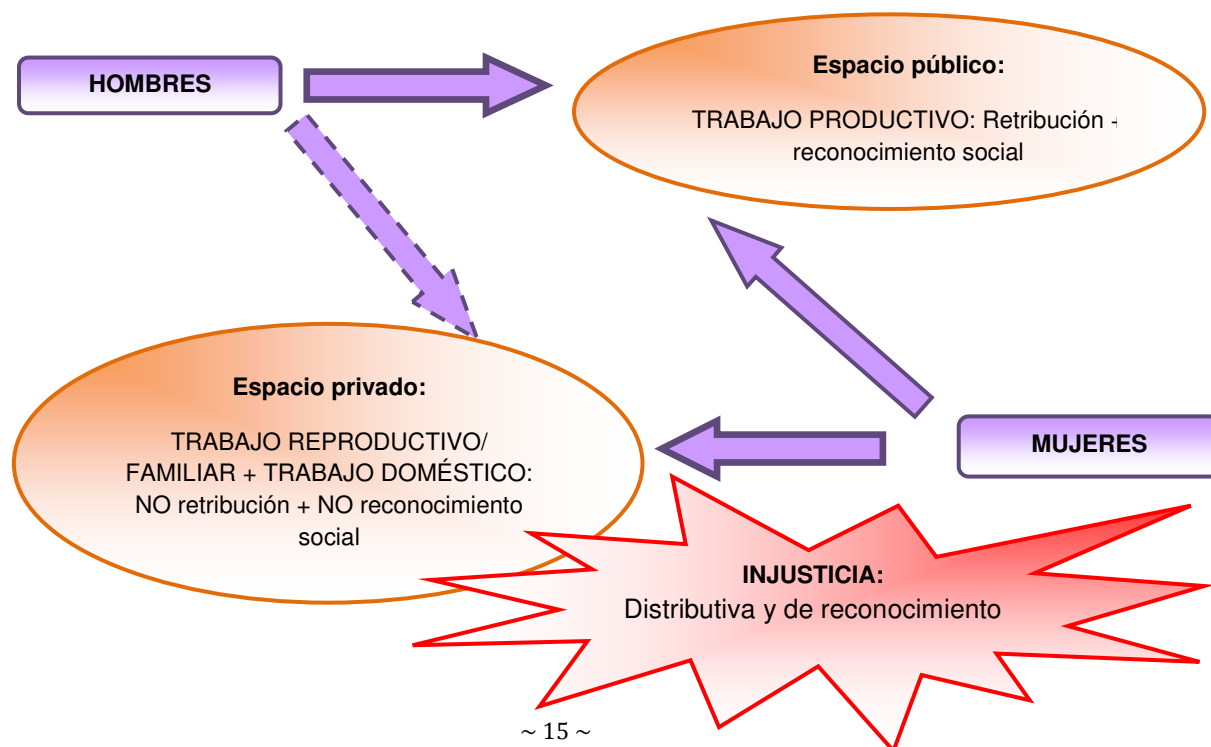 HOMBRES
Espacio público:
TRABAJO PRODUCTIVO: Retribución +
reconocimiento social
Espacio privado:
TRABAJO REPRODUCTIVO/
FAMILIAR + TRABAJO DOMÉSTICO:
NO retribución + NO reconocimiento
social
MUJERES
INJUSTICIA:
Distributiva y de reconocimiento
~ 15 ~